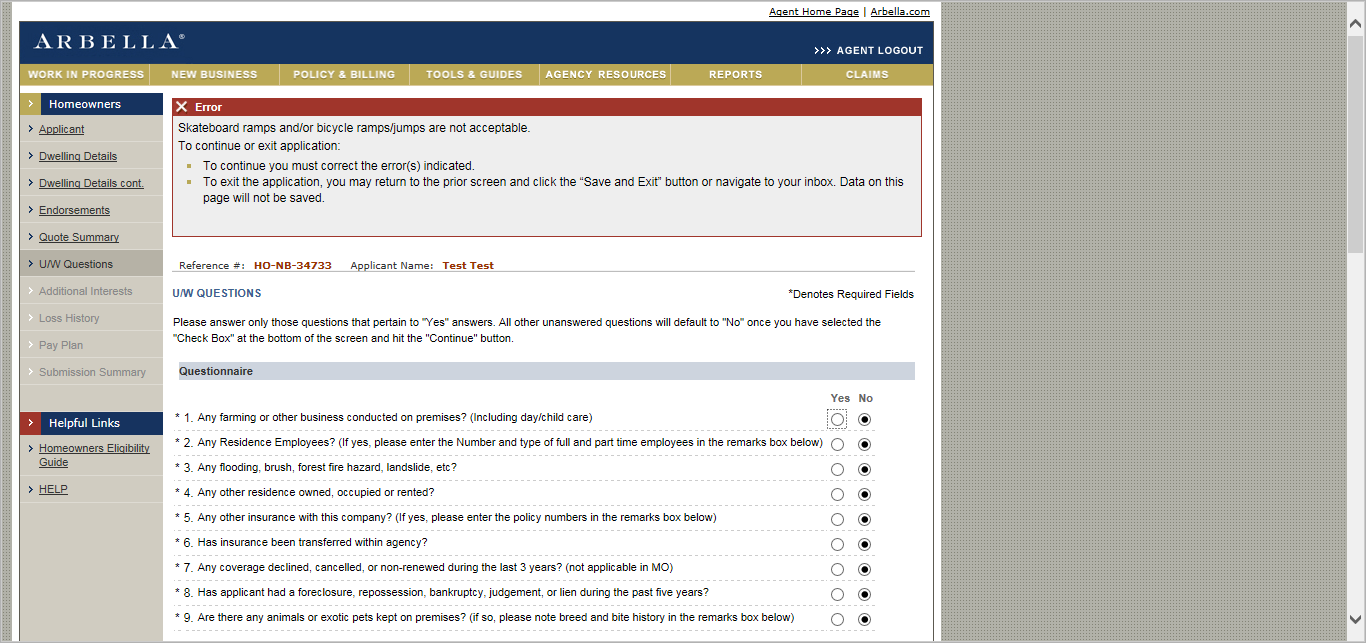 Agent Home Page | Arbella.com
ARBELLA®
>>> AGENT LOGOUT
WORK IN PROGRESS NEW BUSINESS POLICY & BILLING TOOLS & GUIDES AGENCY RESOURCES REPORTS CLAIMS
Homeowners
Applicant
Dwelling Details
Dwelling Details cont.
Endorsements
Quote Summary
U/W Questions
Additional Interests
Loss History
Pay Plan
Submission Summary
Helpful Links
Homeowners Eligibility
Guide
HELP
Error
Skateboard ramps and/or bicycle ramps/jumps are not acceptable.
To continue or exit application:
To continue you must correct the error(s) indicated.
To exit the application, you may return to the prior screen and click the “Save and Exit” button or navigate to your inbox. Data on this
page will not be saved.
Reference #: HO-NB-34733 Applicant Name: Test Test
U/W QUESTIONS
*Denotes Required Fields
Please answer only those questions that pertain to "Yes" answers. All other unanswered questions will default to "No" once you have selected the
"Check Box" at the bottom of the screen and hit the "Continue" button.
Questionnaire
Yes No
* 1. Any farming or other business conducted on premises? (Including day/child care)
* 2. Any Residence Employees? (If yes, please enter the Number and type of full and part time employees in the remarks box below)
* 3. Any flooding, brush, forest fire hazard, landslide, etc?
* 4. Any other residence owned, occupied or rented?
* 5. Any other insurance with this company? (If yes, please enter the policy numbers in the remarks box below)
* 6. Has insurance been transferred within agency?
* 7. Any coverage declined, cancelled, or non-renewed during the last 3 years? (not applicable in MO)
* 8. Has applicant had a foreclosure, repossession, bankruptcy, judgement, or lien during the past five years?
* 9. Are there any animals or exotic pets kept on premises? (if so, please note breed and bite history in the remarks box below)